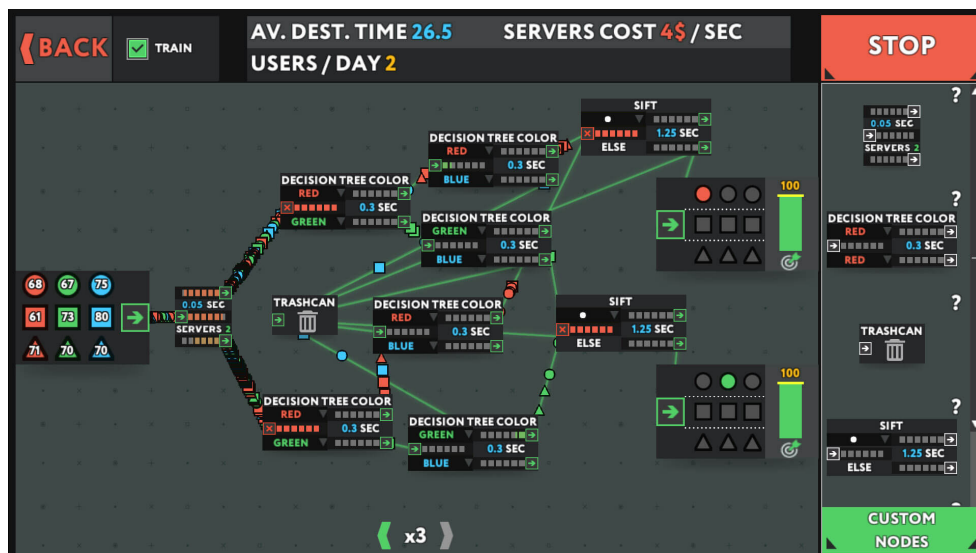 BACK
TRAIN
AV. DEST. TIME 26.5 SERVERS COST 4$ / SEC
USERS / DAY 2
STOP
SIFT
1.25 SEC
ELSE
DECISION TREE COLOR
RED
0.3 SEC
BLUE
DECISION TREE COLOR
RED
0.3 SEC
GREEN
DECISION TREE COLOR
GREEN
0.3 SEC
BLUE
100
68 67 75
61 73 80
71 70 70
0.05 SEC
SERVERS 2
TRASHCAN
DECISION TREE COLOR
RED
0.3 SEC
BLUE
SIFT
1.25 SEC
ELSE
100
DECISION TREE COLOR
RED
0.3 SEC
GREEN
DECISION TREE COLOR
GREEN
0.3 SEC
BLUE
x3
?
0.05 SEC
SERVERS 2
?
DECISION TREE COLOR
RED
0.3 SEC
RED
?
TRASHCAN
?
SIFT
1.25 SEC
ELSE
CUSTOM
NODES